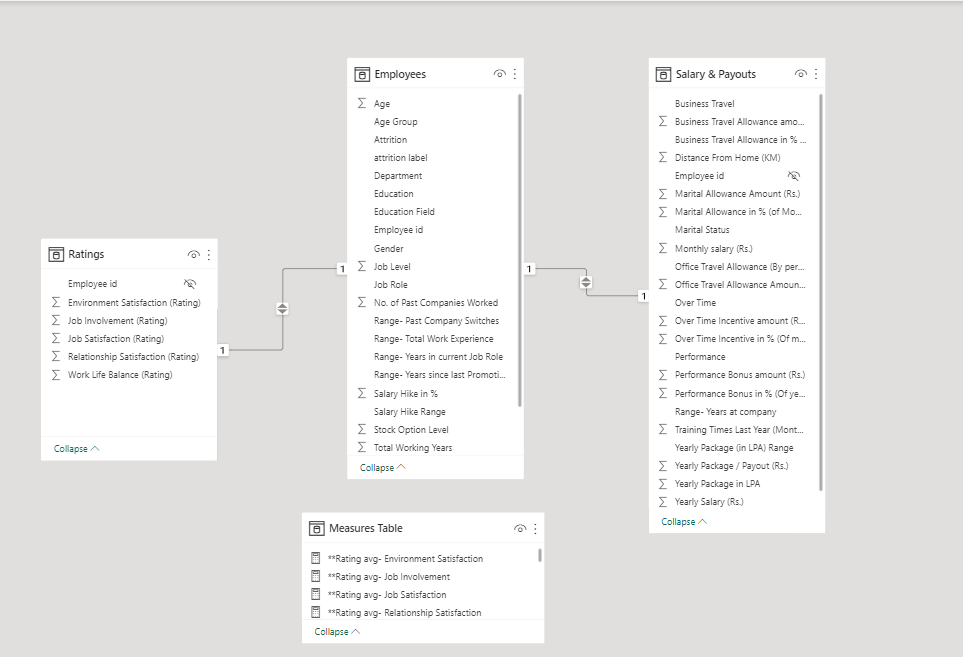 Employees
Age
Age Group
Attrition
attrition label
Department
Education
Education Field
Employee id
Gender
Job Level
Job Role
No. of Past Companies Worked
Range- Past Company Switches
Range- Total Work Experience
Range- Years in current Job Role
Range- Years since last Promoti...
Salary Hike in %
Salary Hike Range
Stock Option Level
Total Working Years
Collapse
Salary & Payouts
Business Travel
Business Travel Allowance amo...
Business Travel Allowance in % ...
Distance From Home (KM)
Employee id
Marital Allowance Amount (Rs.)
Marital Allowance in % (of Mo...
Marital Status
Monthly salary (Rs.)
Office Travel Allowance (By per...
Office Travel Allowance Amoun...
Over Time
Over Time Incentive amount (R...
Over Time Incentive in % (Of m...
Performance
Performance Bonus amount (Rs.)
Performance Bonus in % (Of ye...
Range- Years at company
Training Times Last Year (Mont...
Yearly Package (in LPA) Range
Yearly Package / Payout (Rs.)
Yearly Package in LPA
Yearly Salary (Rs.)
Collapse
Ratings
Employee id
Environment Satisfaction (Rating)
Job Involvement (Rating)
Job Satisfaction (Rating)
Relationship Satisfaction (Rating)
Work Life Balance (Rating)
Collapse
1
1
1
1
Measures Table
**Rating avg- Environment Satisfaction
**Rating avg- Job Involvement
**Rating avg- Job Satisfaction
**Rating avg- Relationship Satisfaction
Collapse